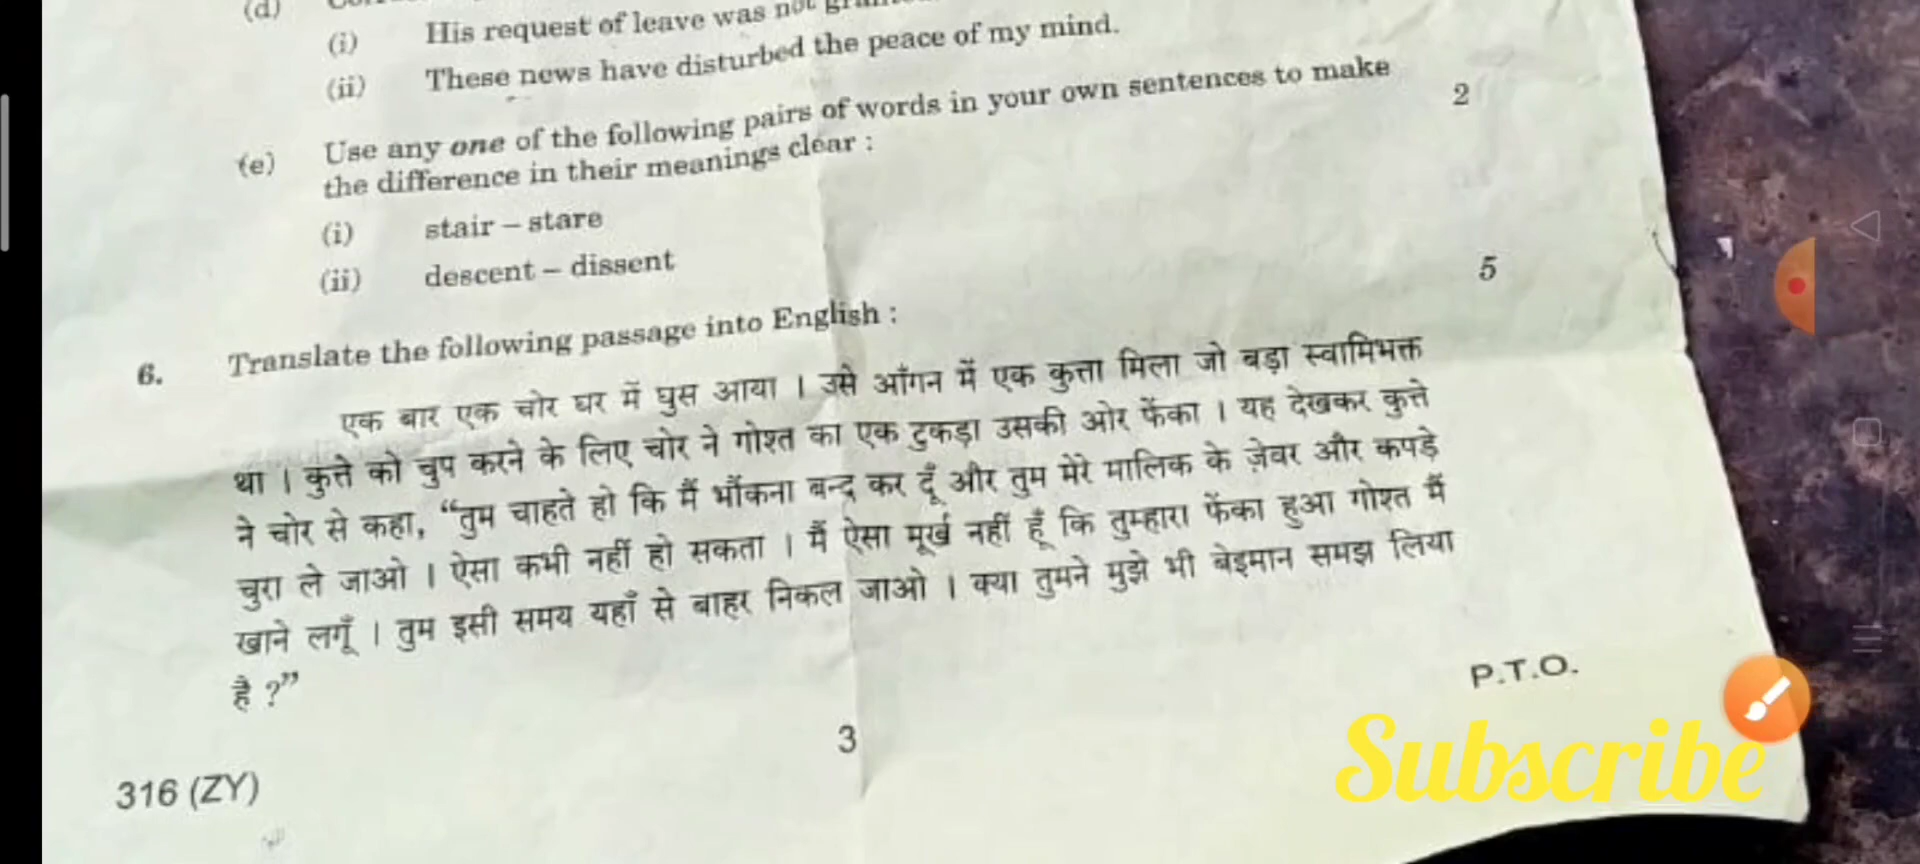 (d)
(i) His request of leave was not
(ii) These news have disturbed the peace of my mind.
(e) Use any one of the following pairs of words in your own sentences to make 2
the difference in their meanings clear :
(i) stair – stare
(ii) descent – dissent
6. Translate the following passage into English : 5
एक बार एक चोर घर में घुस आया । उसे आँगन में एक कुत्ता मिला जो बड़ा स्वामिभक्त
था । कुत्ते को चुप करने के लिए चोर ने गोश्त का एक टुकड़ा उसकी ओर फेंका । यह देखकर कुत्ते
ने चोर से कहा, “तुम चाहते हो कि मैं भौंकना बन्द कर दूँ और तुम मेरे मालिक के ज़ेवर और कपड़े
चुरा ले जाओ । ऐसा कभी नहीं हो सकता । मैं ऐसा मूर्ख नहीं हूँ कि तुम्हारा फेंका हुआ गोश्त मैं
खाने लगूँ । तुम इसी समय यहाँ से बाहर निकल जाओ । क्या तुमने मुझे भी बेइमान समझ लिया
है ?”
P.T.O.
3
316 (ZY)
Subscribe